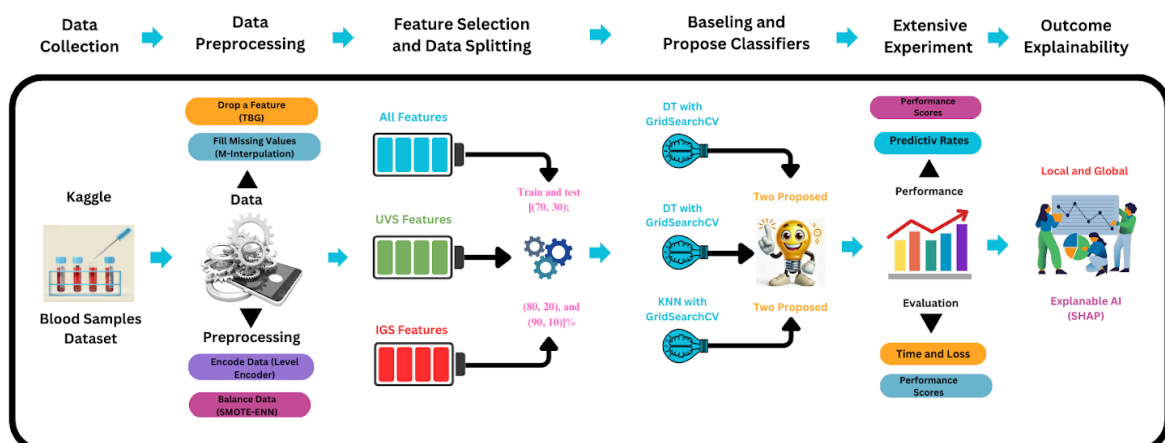 Data
Collection
Data
Preprocessing
Feature Selection
and Data Splitting
Baseling and
Propose Classifiers
Extensive
Experiment
Outcome
Explainability
Kaggle
Blood Samples
Dataset
Drop a Feature
(TBG)
Fill Missing Values
(M-Interpulation)
Data
Preprocessing
Encode Data (Level
Encoder)
Balance Data
(SMOTE-ENN)
All Features
UVS Features
IGS Features
Train and test
[(70, 30);
(80, 20), and
(90, 10)]%
DT with
GridSearchCV
DT with
GridSearchCV
KNN with
GridSearchCV
Two Proposed
Two Proposed
Performance
Scores
Predictiv Rates
Performance
Evaluation
Time and Loss
Performance
Scores
Local and Global
Explanable AI
(SHAP)